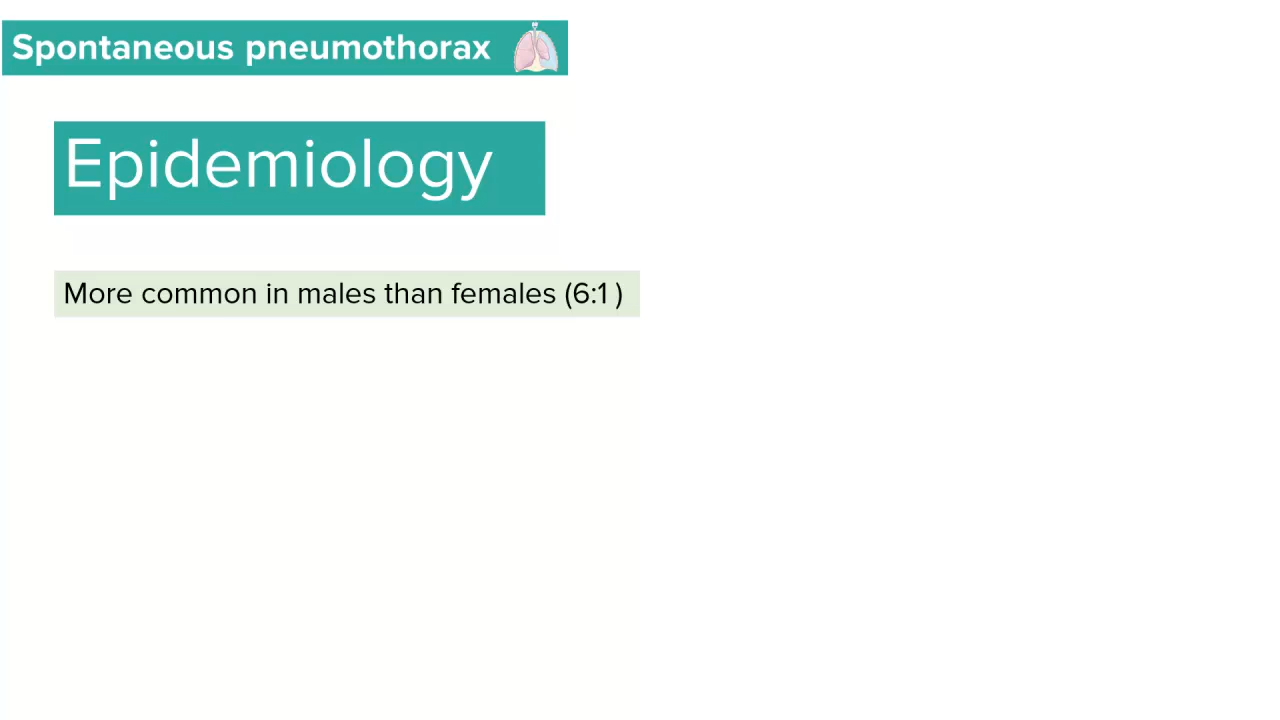 Spontaneous pneumothorax
Epidemiology
More common in males than females (6:1 )